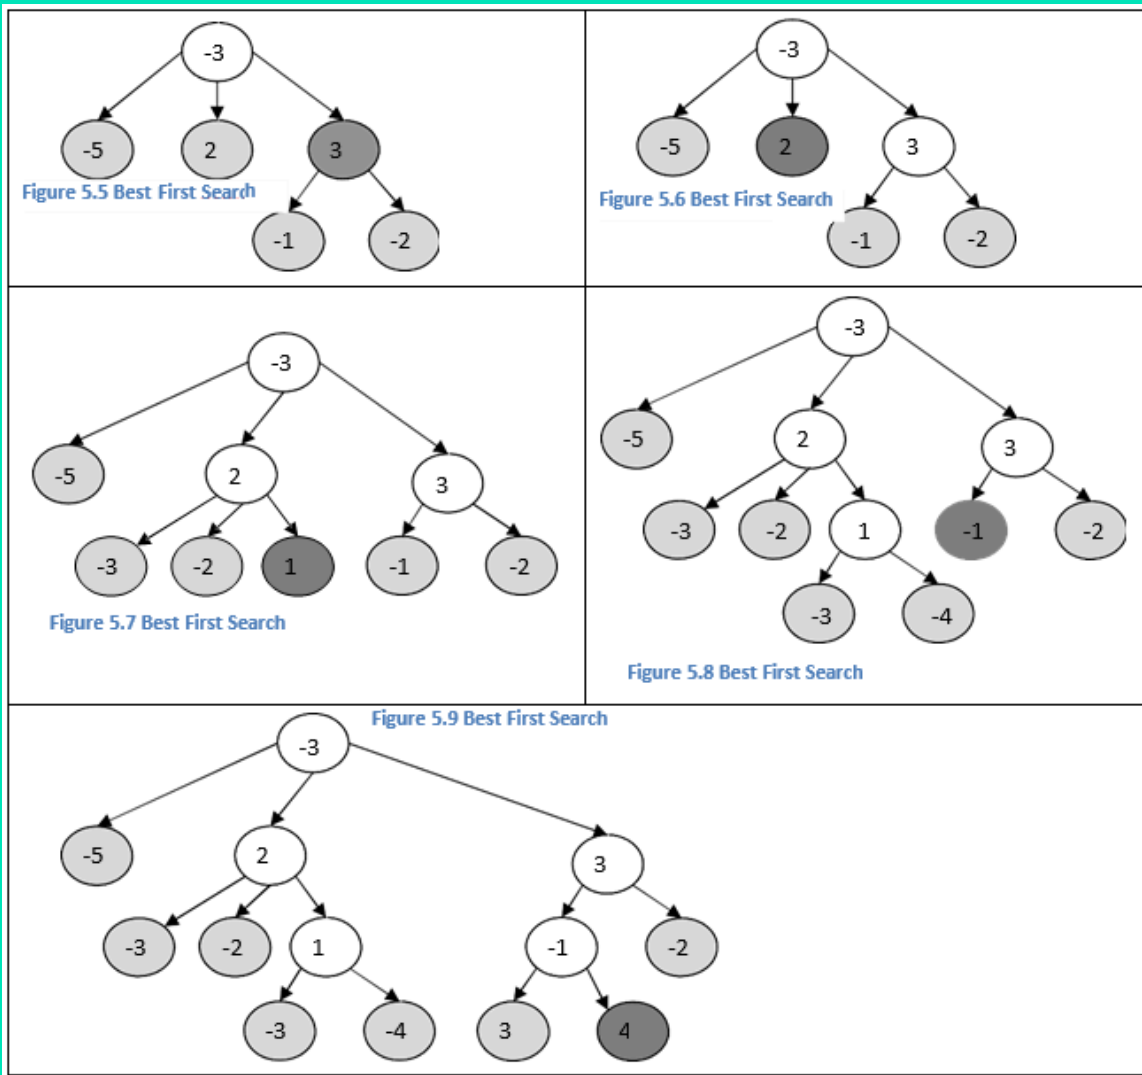 -3
-5 2 3
Figure 5.5 Best First Search
-1 -2
-3
-5 2 3
Figure 5.6 Best First Search
-1 -2
-3
-5 2 3
-3 -2 1 -1 -2
Figure 5.7 Best First Search
-3
-5 2 3
-3 -2 1 -1 -2
-3 -4
Figure 5.8 Best First Search
Figure 5.9 Best First Search
-3
-5 2 3
-3 -2 1 -1 -2
-3 -4 3 4